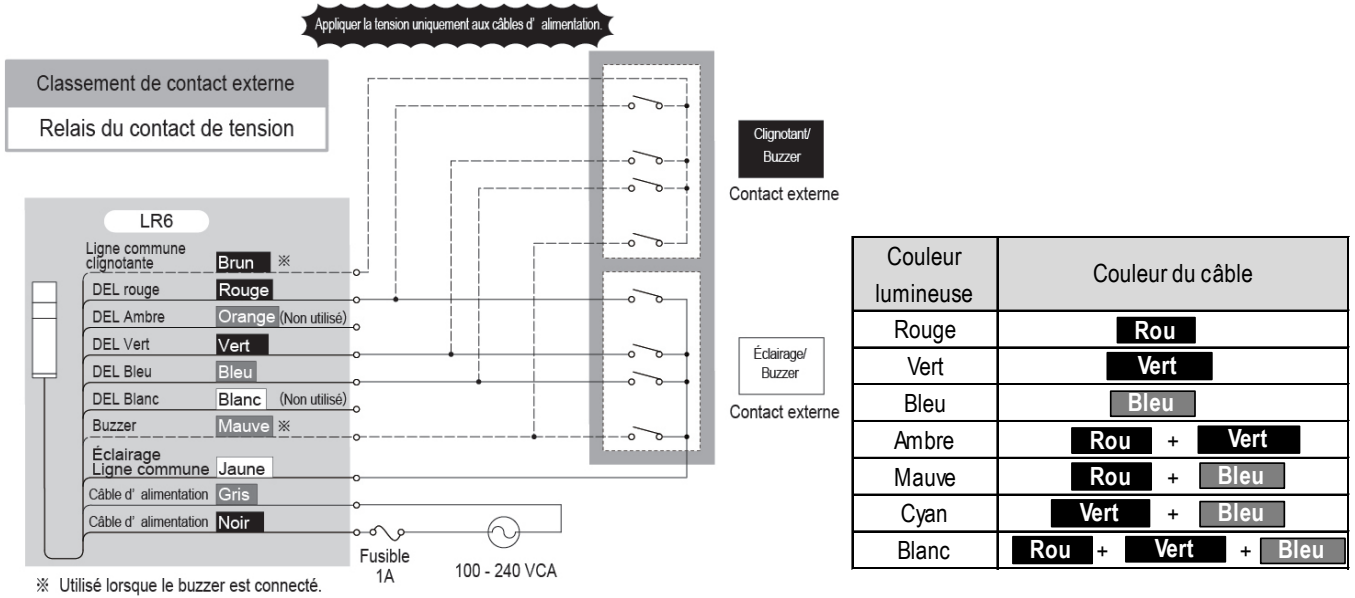 Appliquer la tension uniquement aux câbles d' alimentation.
Classement de contact externe
Relais du contact de tension
LR6
Ligne commune
clignotante
Brun ※
DEL rouge Rouge
DEL Ambre Orange (Non utilisé)
DEL Vert Vert
DEL Bleu Bleu
DEL Blanc Blanc (Non utilisé)
Buzzer Mauve ※
Éclairage
Ligne commune Jaune
Câble d' alimentation Gris
Câble d' alimentation Noir
Fusible
1A
100 - 240 VCA
※ Utilisé lorsque le buzzer est connecté.
Clignotant/
Buzzer
Contact externe
Éclairage/
Buzzer
Contact externe
Couleur
lumineuse
Couleur du câble
Rouge Rou
Vert Vert
Bleu Bleu
Ambre Rou + Vert
Mauve Rou + Bleu
Cyan Vert + Bleu
Blanc Rou + Vert + Bleu